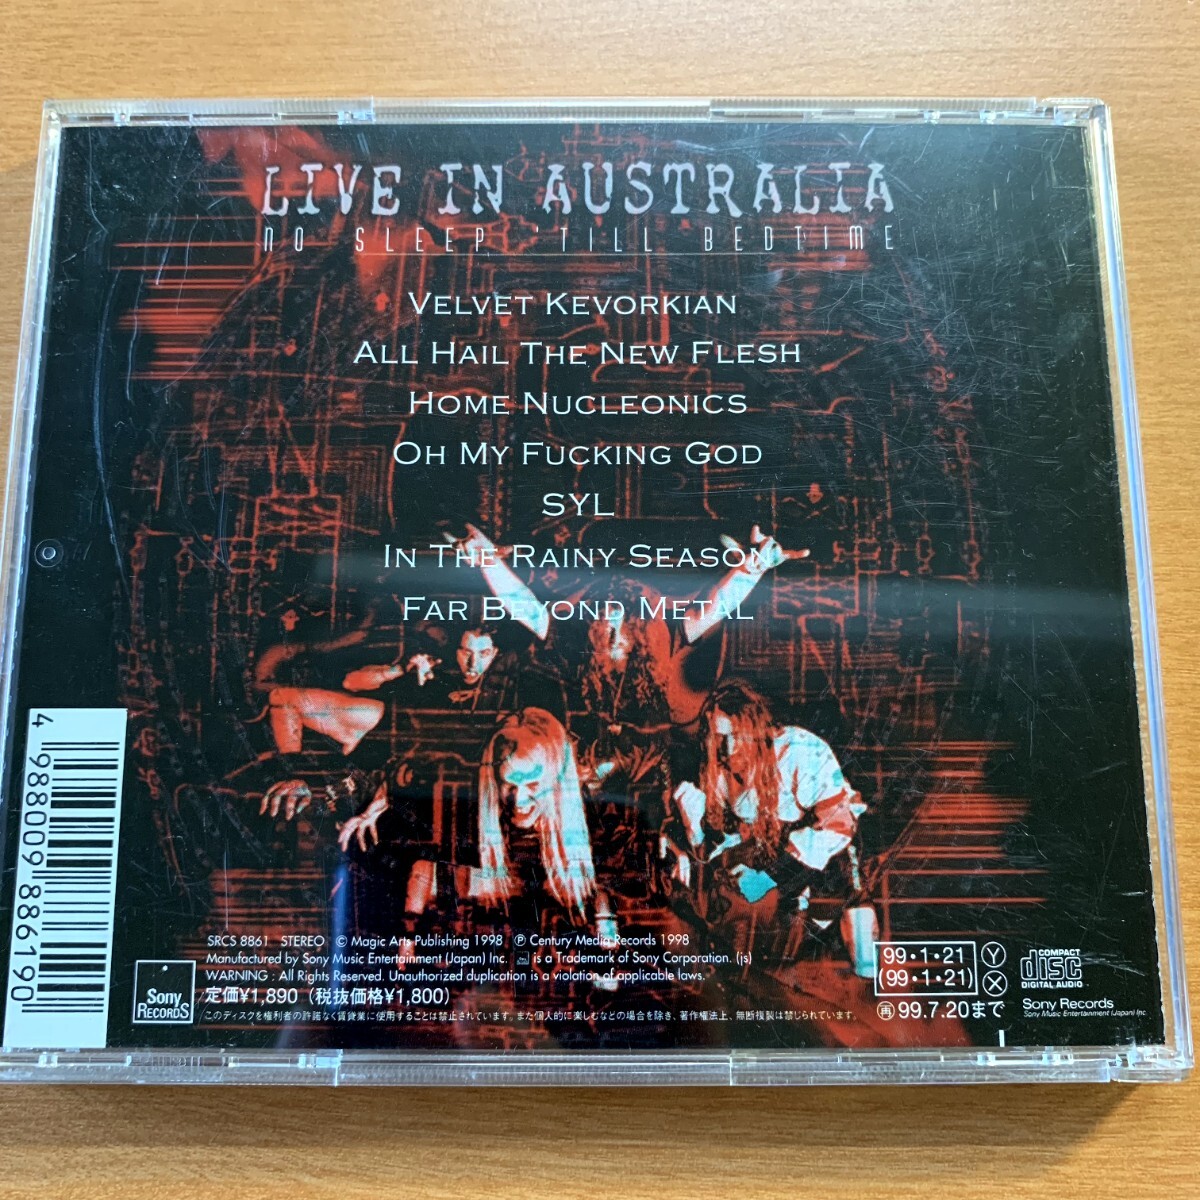 LIVE IN AUSTRALIA
NO SLEEP 'TILL BEDTIME
VELVET KEVORKIAN
ALL HAIL THE NEW FLESH
HOME NUCLEONICS
OH MY FUCKING GOD
SYL
IN THE RAINY SEASON
FAR BEYOND METAL
4 988009 886190
Sony
RECORDS
SRCS 8861 STEREO © Magic Arts Publishing 1998 ℗ Century Media Records 1998
Manufactured by Sony Music Entertainment (Japan) Inc. is a Trademark of Sony Corporation. (js)
WARNING : All Rights Reserved. Unauthorized duplication is a violation of applicable laws.
定価¥1,890 (税抜価格¥1,800)
このディスクを権利者の許諾なく賃貸業に使用することは禁止されています。また個人的に楽しむなどの場合を除き、著作権法上、無断複製は禁じられています。
99・1・21 Y
(99・1・21) X
再 99.7.20まで
COMPACT
disc
DIGITAL AUDIO
Sony Records
Sony Music Entertainment (Japan) Inc.